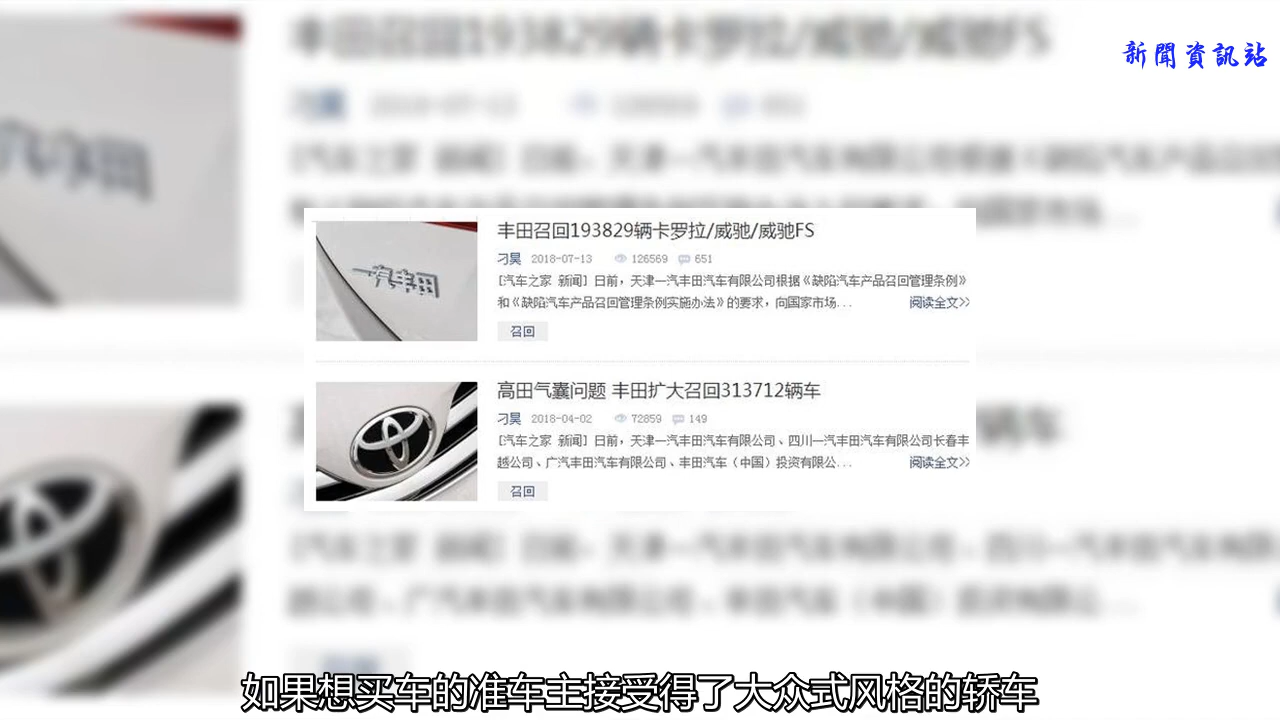 新聞資訊站
丰田召回193829辆卡罗拉/威驰/威驰FS
刁昊 2018-07-13 126569 651
[汽车之家 新闻] 日前，天津一汽丰田汽车有限公司根据《缺陷汽车产品召回管理条例》
和《缺陷汽车产品召回管理条例实施办法》的要求，向国家市场... 阅读全文>>
召回
一汽丰田
高田气囊问题 丰田扩大召回313712辆车
刁昊 2018-04-02 72859 149
[汽车之家 新闻] 日前，天津一汽丰田汽车有限公司、四川一汽丰田汽车有限公司长春丰
越公司、广汽丰田汽车有限公司、丰田汽车（中国）投资有限公... 阅读全文>>
召回
如果想买车的准车主接受得了大众式风格的轿车